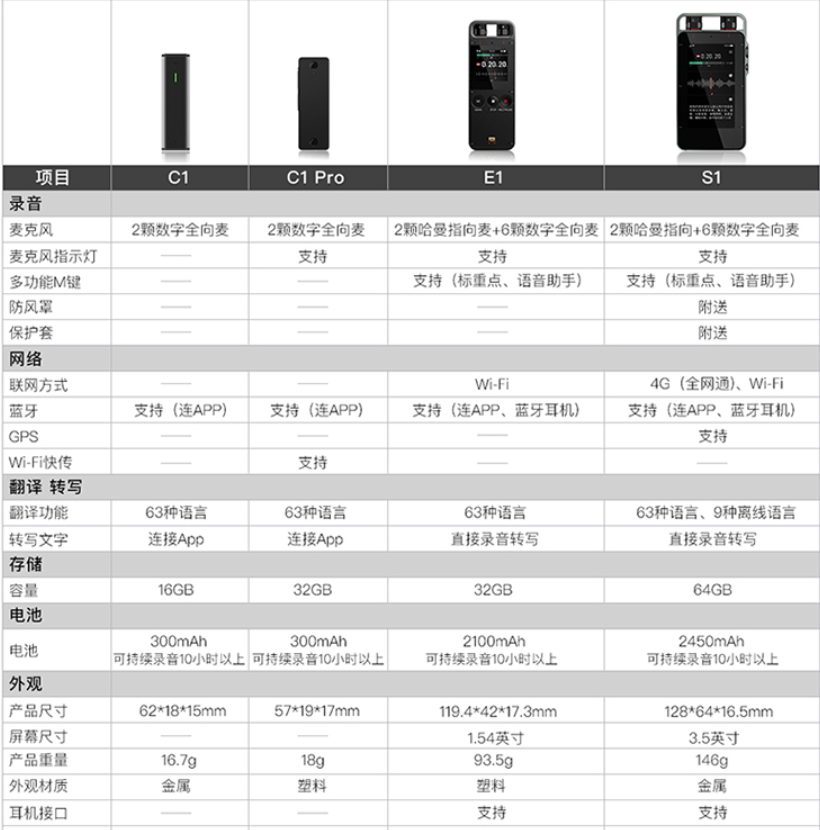 0.20.20
0.20.20
项目 C1 C1 Pro E1 S1
录音
麦克风 2颗数字全向麦 2颗数字全向麦 2颗哈曼指向麦+6颗数字全向麦 2颗哈曼指向+6颗数字全向麦
麦克风指示灯 —— 支持 支持 支持
多功能M键 —— —— 支持（标重点、语音助手） 支持（标重点、语音助手）
防风罩 —— —— —— 附送
保护套 —— —— —— 附送
网络
联网方式 —— —— Wi-Fi 4G（全网通)、Wi-Fi
蓝牙 支持（连APP） 支持（连APP） 支持（连APP、蓝牙耳机） 支持（连APP、蓝牙耳机）
GPS —— —— —— 支持
Wi-Fi快传 —— 支持 —— ——
翻译 转写
翻译功能 63种语言 63种语言 63种语言 63种语言、9种离线语言
转写文字 连接App 连接App 直接录音转写 直接录音转写
存储
容量 16GB 32GB 32GB 64GB
电池
电池 300mAh 300mAh 2100mAh 2450mAh
可持续录音10小时以上 可持续录音10小时以上 可持续录音10小时以上 可持续录音10小时以上
外观
产品尺寸 62*18*15mm 57*19*17mm 119.4*42*17.3mm 128*64*16.5mm
屏幕尺寸 —— —— 1.54英寸 3.5英寸
产品重量 16.7g 18g 93.5g 146g
外观材质 金属 塑料 塑料 金属
耳机接口 —— —— 支持 支持